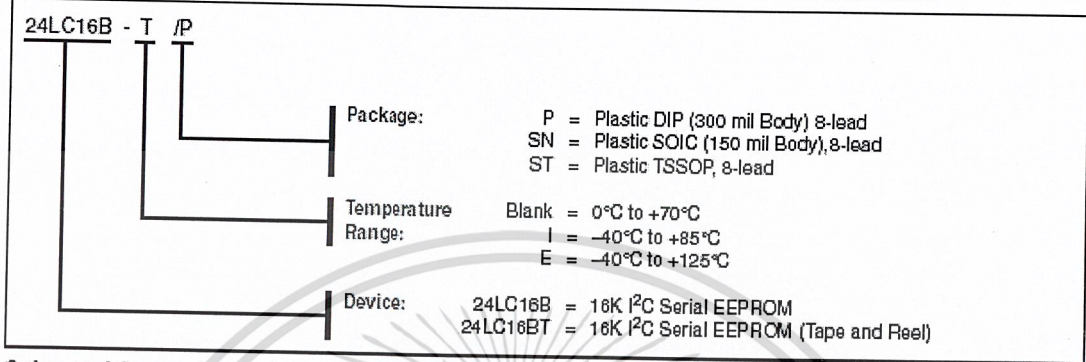 24LC16B - T /P
Package: P = Plastic DIP (300 mil Body) 8-lead
SN = Plastic SOIC (150 mil Body), 8-lead
ST = Plastic TSSOP, 8-lead
Temperature Range: Blank = 0°C to +70°C
I = –40°C to +85°C
E = –40°C to +125°C
Device: 24LC16B = 16K I²C Serial EEPROM
24LC16BT = 16K I²C Serial EEPROM (Tape and Reel)